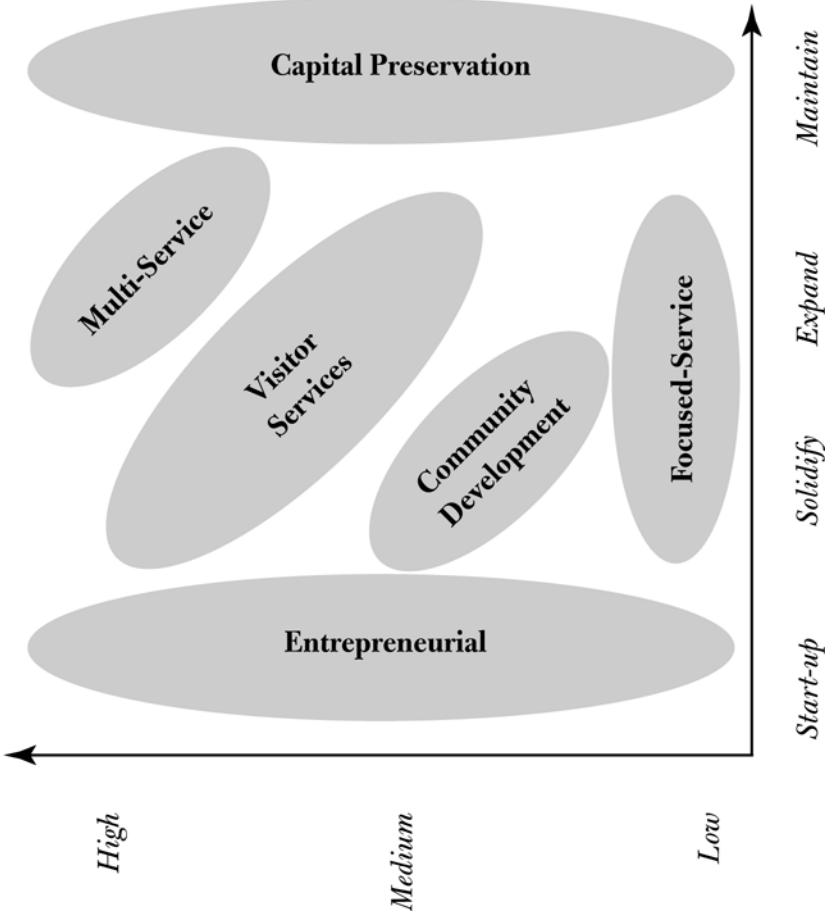 Capital Preservation
Maintain
Multi-Service
Visitor
Services
Expand
Focused-Service
Community
Development
Solidify
Entrepreneurial
Start-up
High
Medium
Low